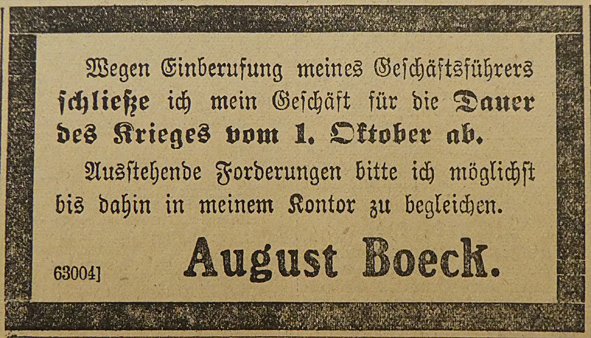 Wegen Einberufung meines Geschäftsführers
schließe ich mein Geschäft für die Dauer
des Krieges vom 1. Oktober ab.
Ausstehende Forderungen bitte ich möglichst
bis dahin in meinem Kontor zu begleichen.
63004] August Boeck.